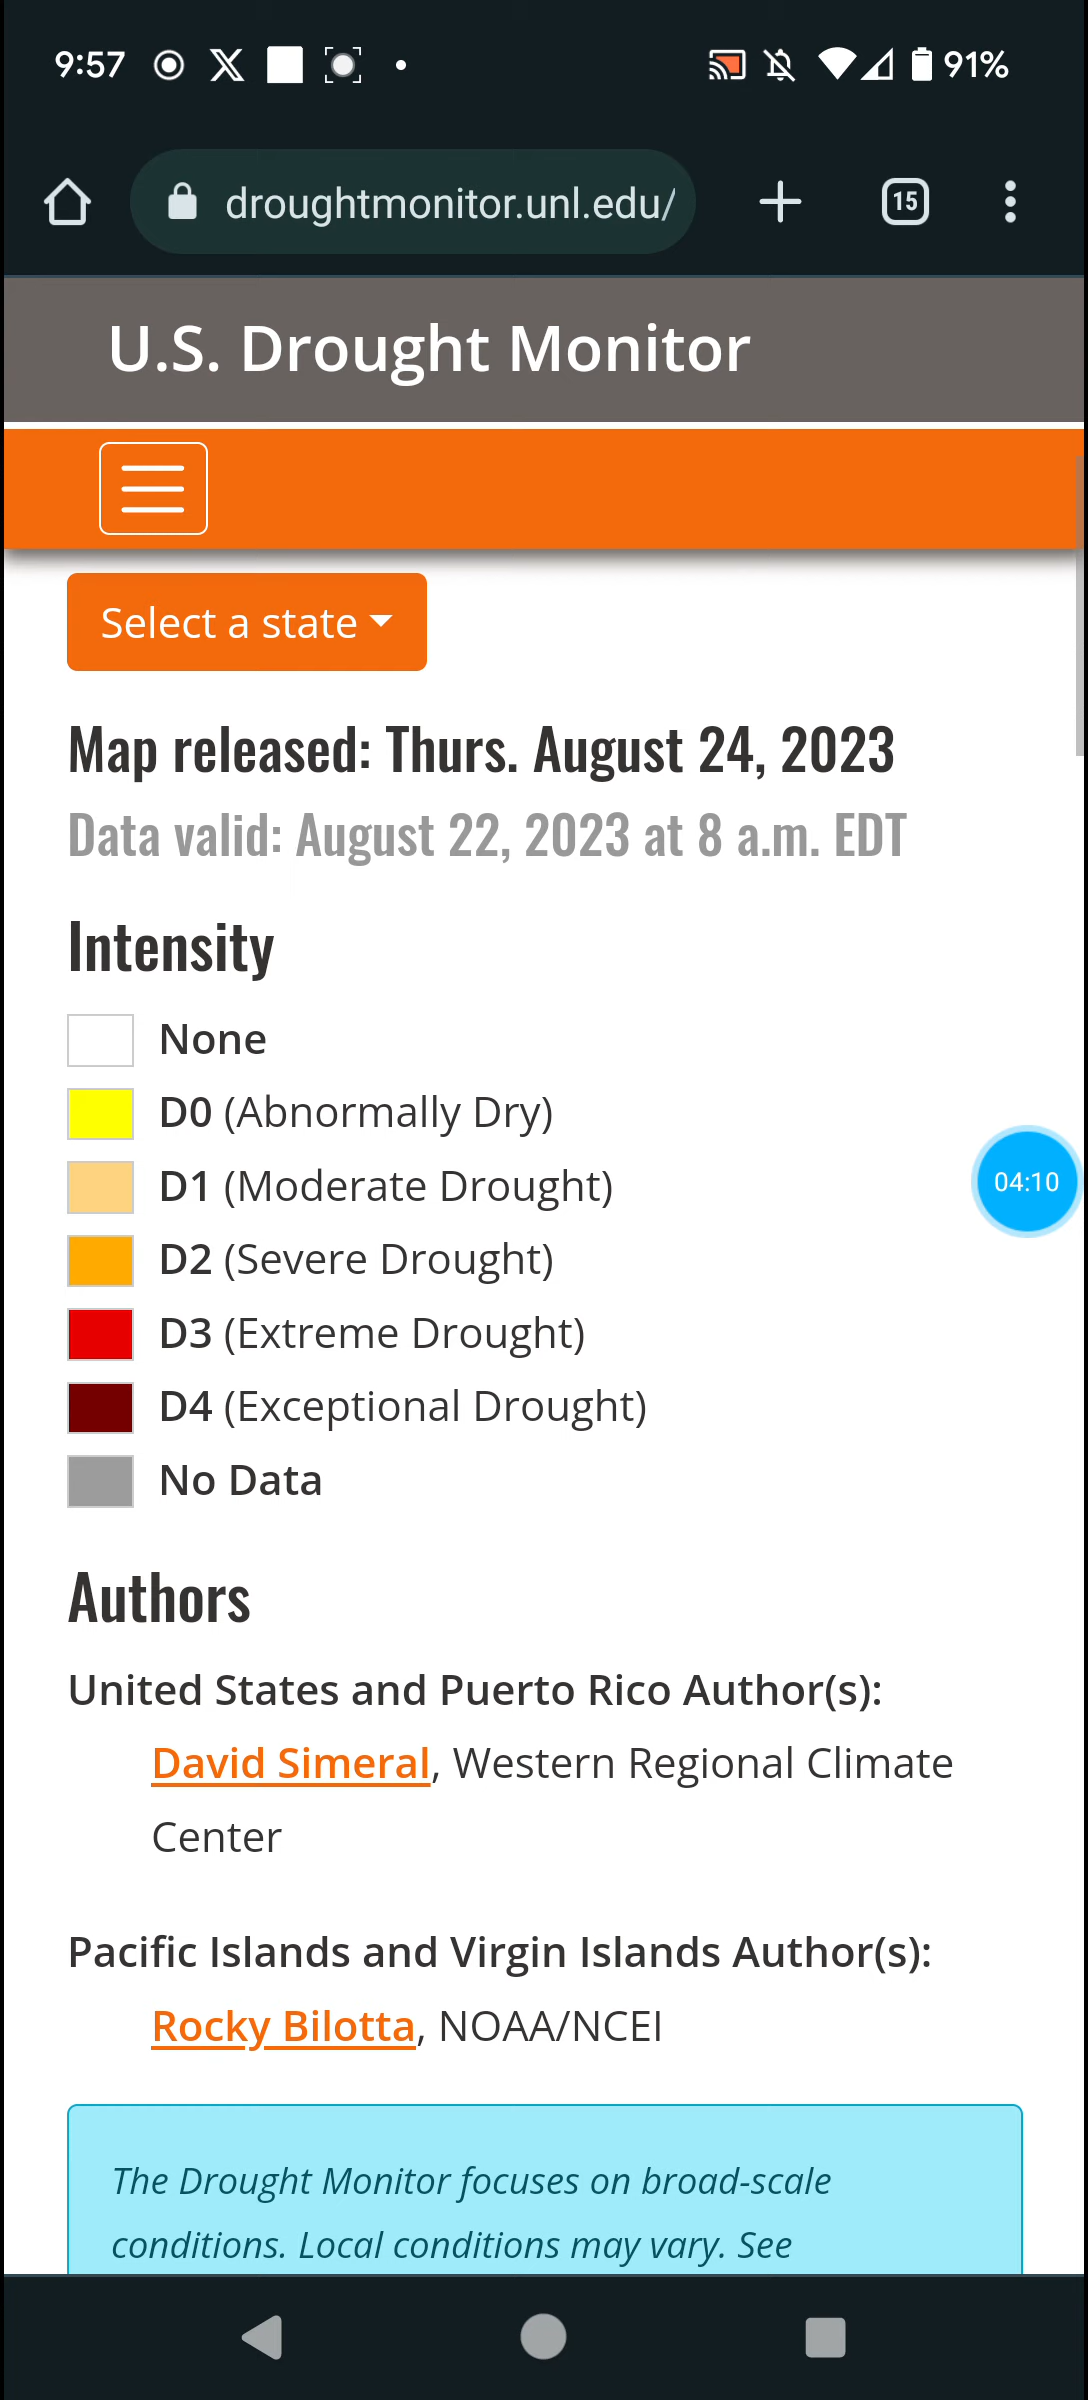 9:57
91%
droughtmonitor.unl.edu/
15
U.S. Drought Monitor
Select a state
Map released: Thurs. August 24, 2023
Data valid: August 22, 2023 at 8 a.m. EDT
Intensity
None
D0 (Abnormally Dry)
D1 (Moderate Drought)
04:10
D2 (Severe Drought)
D3 (Extreme Drought)
D4 (Exceptional Drought)
No Data
Authors
United States and Puerto Rico Author(s):
David Simeral, Western Regional Climate
Center
Pacific Islands and Virgin Islands Author(s):
Rocky Bilotta, NOAA/NCEI
The Drought Monitor focuses on broad-scale
conditions. Local conditions may vary. See